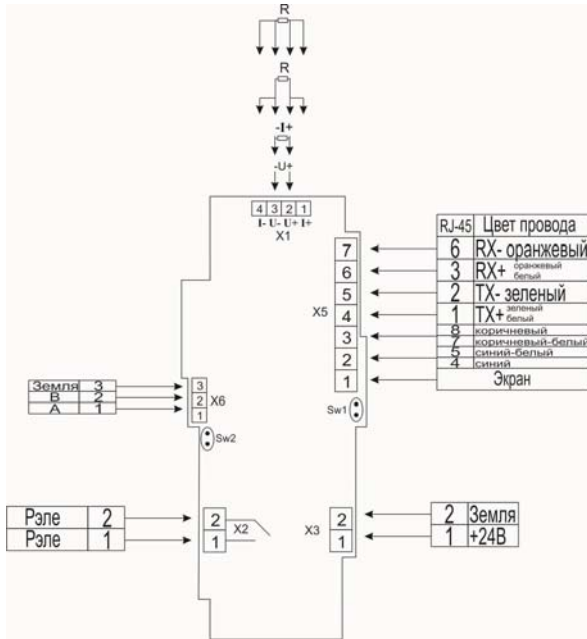 R
R
-I+
-U+
4 3 2 1
I- U- U+ I+
X1
RJ-45 Цвет провода
7 6 RX- оранжевый
6 3 RX+ оранжевый белый
5 2 TX- зеленый
X5
4 1 TX+ зеленый белый
3 8 коричневый
7 коричневый-белый
2 5 синий-белый
4 синий
1 Экран
Земля 3 3
B 2 2 X6
A 1 1
Sw1
Sw2
Рэле 2 2 X2
Рэле 1 1
X3 2 2 Земля
1 1 +24В